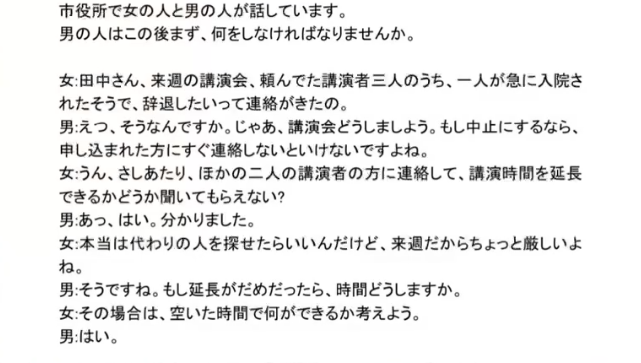 市役所で女の人と男の人が話しています。
男の人はこの後まず、何をしなければなりませんか。
女:田中さん、来週の講演会、頼んでた講演者三人のうち、一人が急に入院さ
れたそうで、辞退したいって連絡がきたの。
男:えつ、そうなんですか。じゃあ、講演会どうしましよう。もし中止にするなら、
申し込まれた方にすぐ連絡しないといけないですよね。
女:うん、さしあたり、ほかの二人の講演者の方に連絡して、講演時間を延長
できるかどうか聞いてもらえない?
男:あっ、はい。分かりました。
女:本当は代わりの人を探せたらいいんだけど、来週だからちょっと厳しいよ
ね。
男:そうですね。もし延長がだめだったら、時間どうしますか。
女:その場合は、空いた時間で何ができるか考えよう。
男:はい。